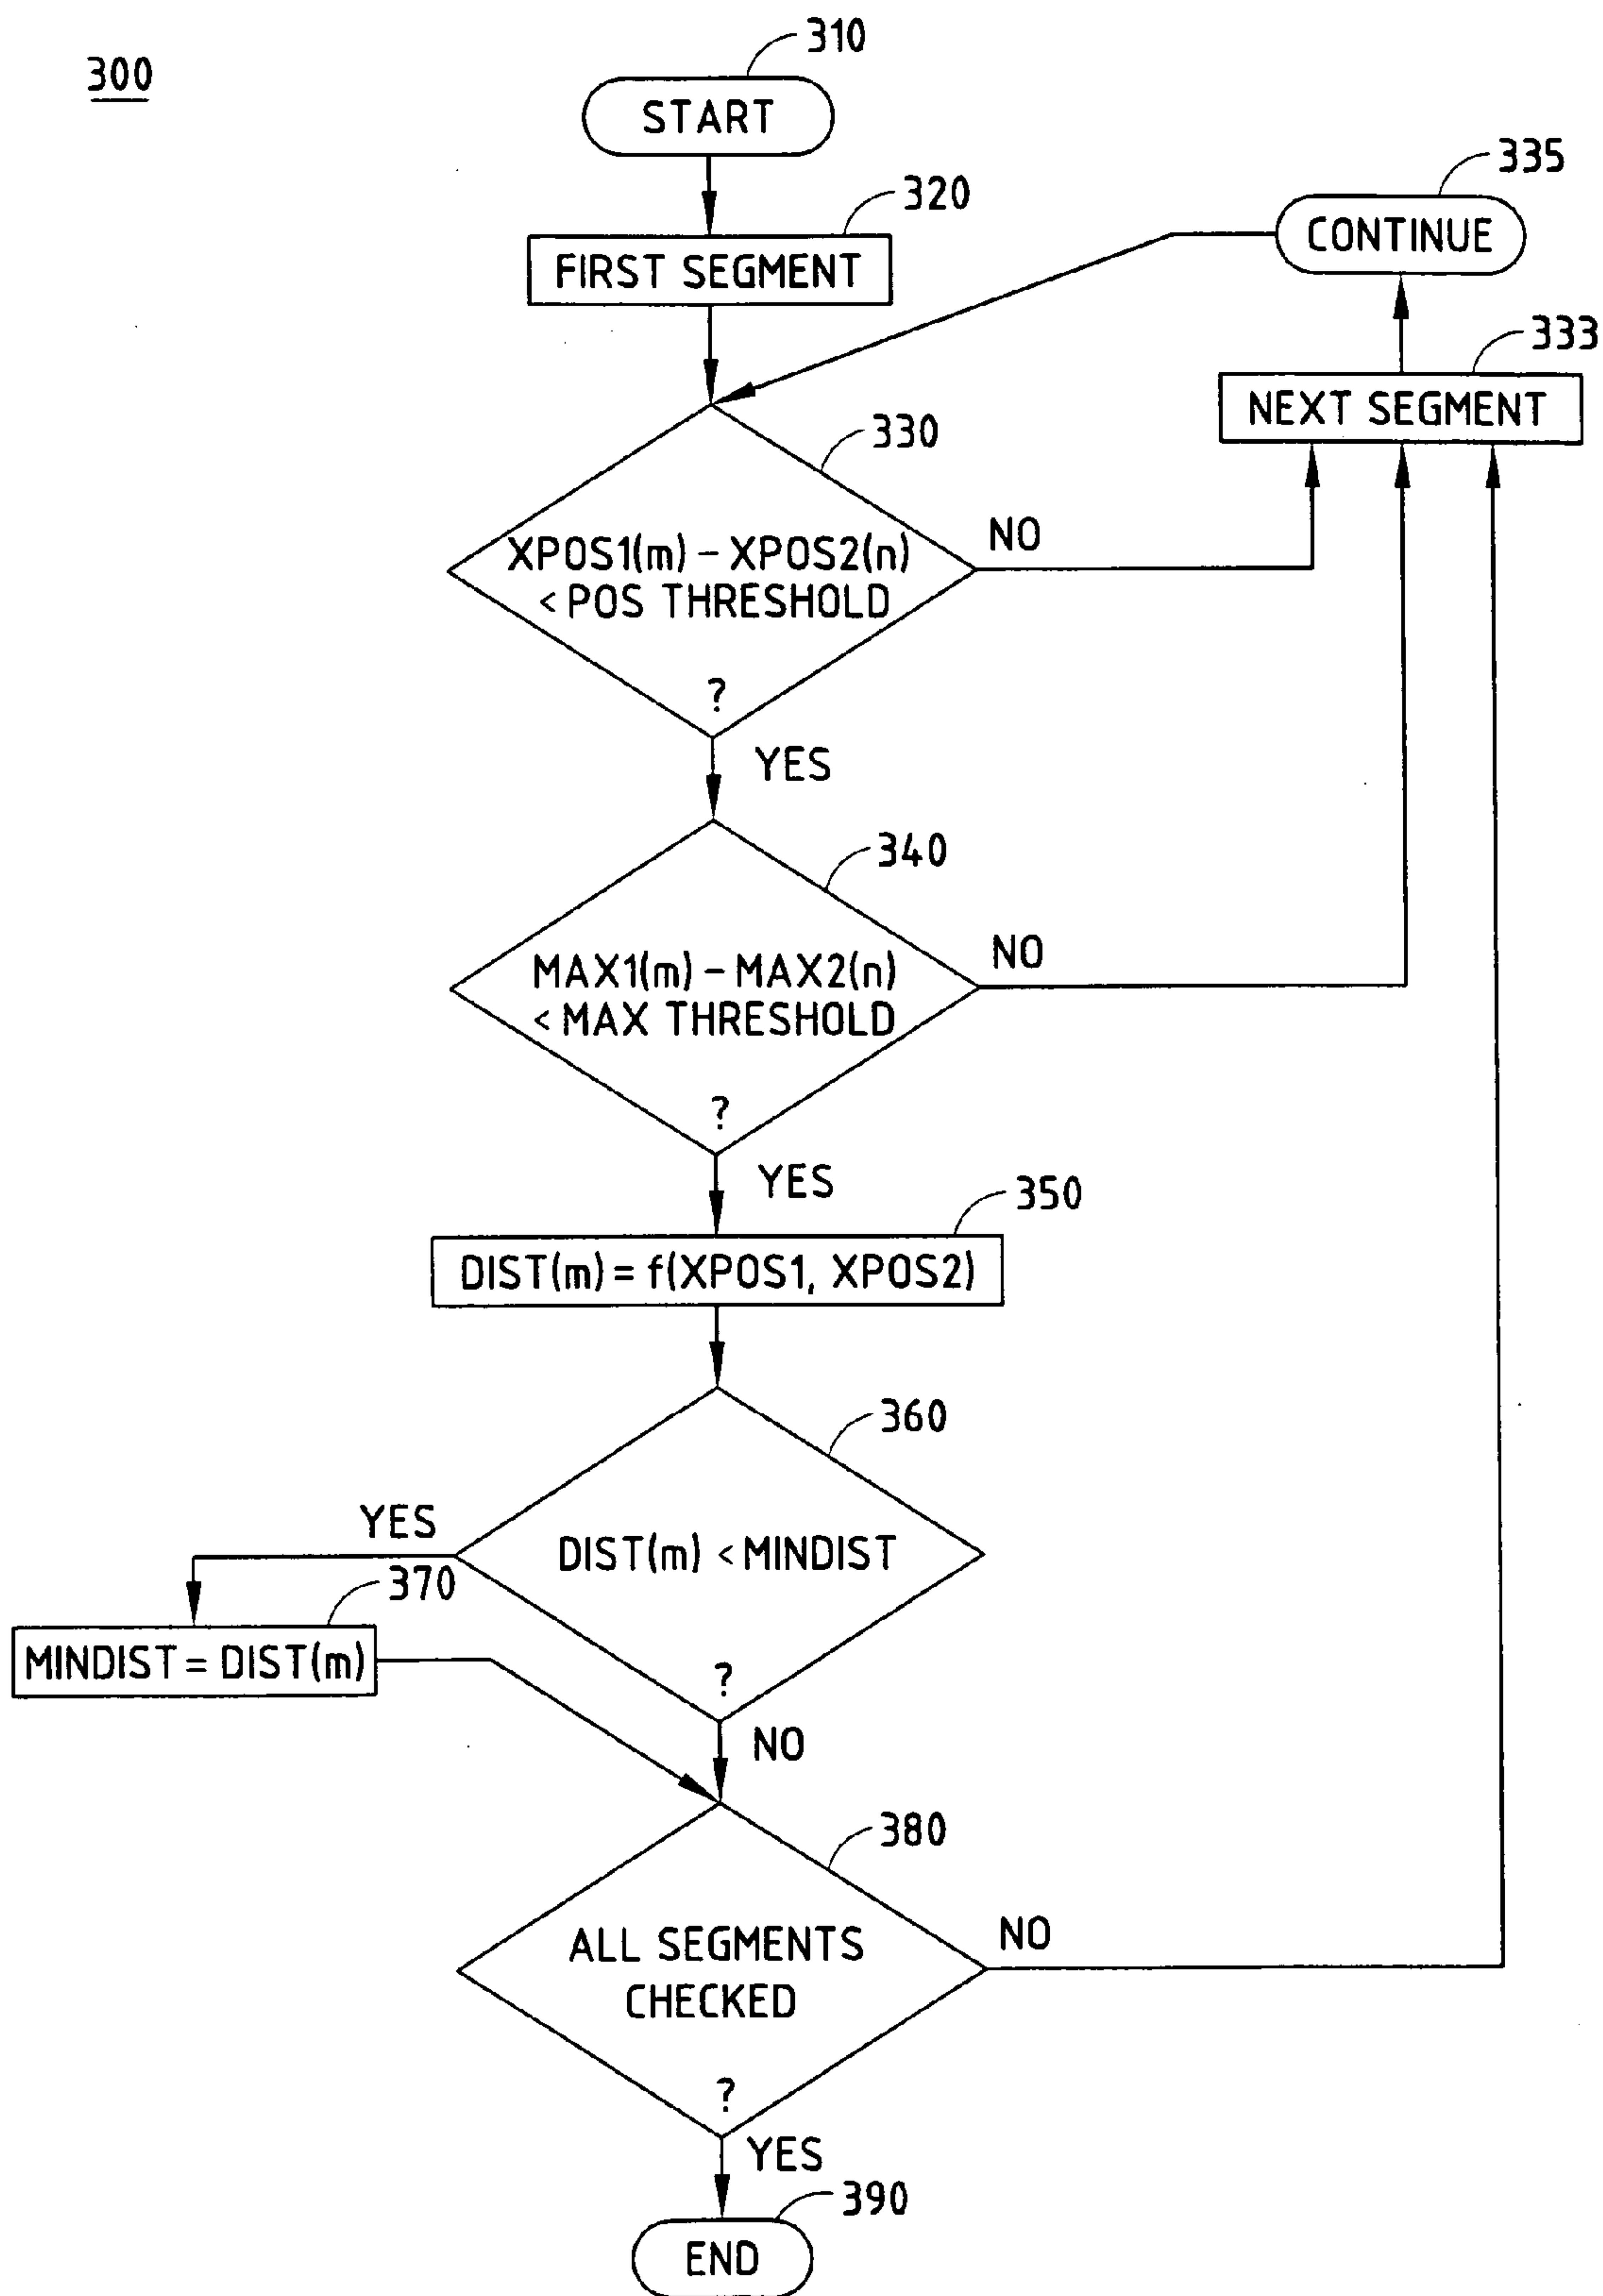 300
310
START
335
CONTINUE
320
FIRST SEGMENT
333
NEXT SEGMENT
330
XPOS1(m) – XPOS2(n)
< POS THRESHOLD
?
NO
YES
340
MAX1(m) – MAX2(n)
< MAX THRESHOLD
?
NO
YES
350
DIST(m) = f(XPOS1, XPOS2)
360
DIST(m) < MINDIST
?
YES
370
MINDIST = DIST(m)
NO
380
ALL SEGMENTS
CHECKED
?
NO
YES
390
END